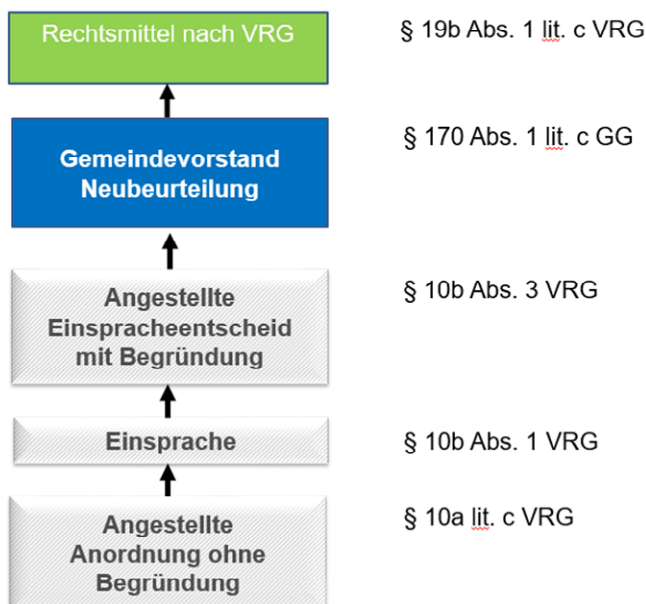 Rechtsmittel nach VRG
§ 19b Abs. 1 lit. c VRG
Gemeindevorstand
Neubeurteilung
§ 170 Abs. 1 lit. c GG
Angestellte
Einspracheentscheid
mit Begründung
§ 10b Abs. 3 VRG
Einsprache
§ 10b Abs. 1 VRG
Angestellte
Anordnung ohne
Begründung
§ 10a lit. c VRG